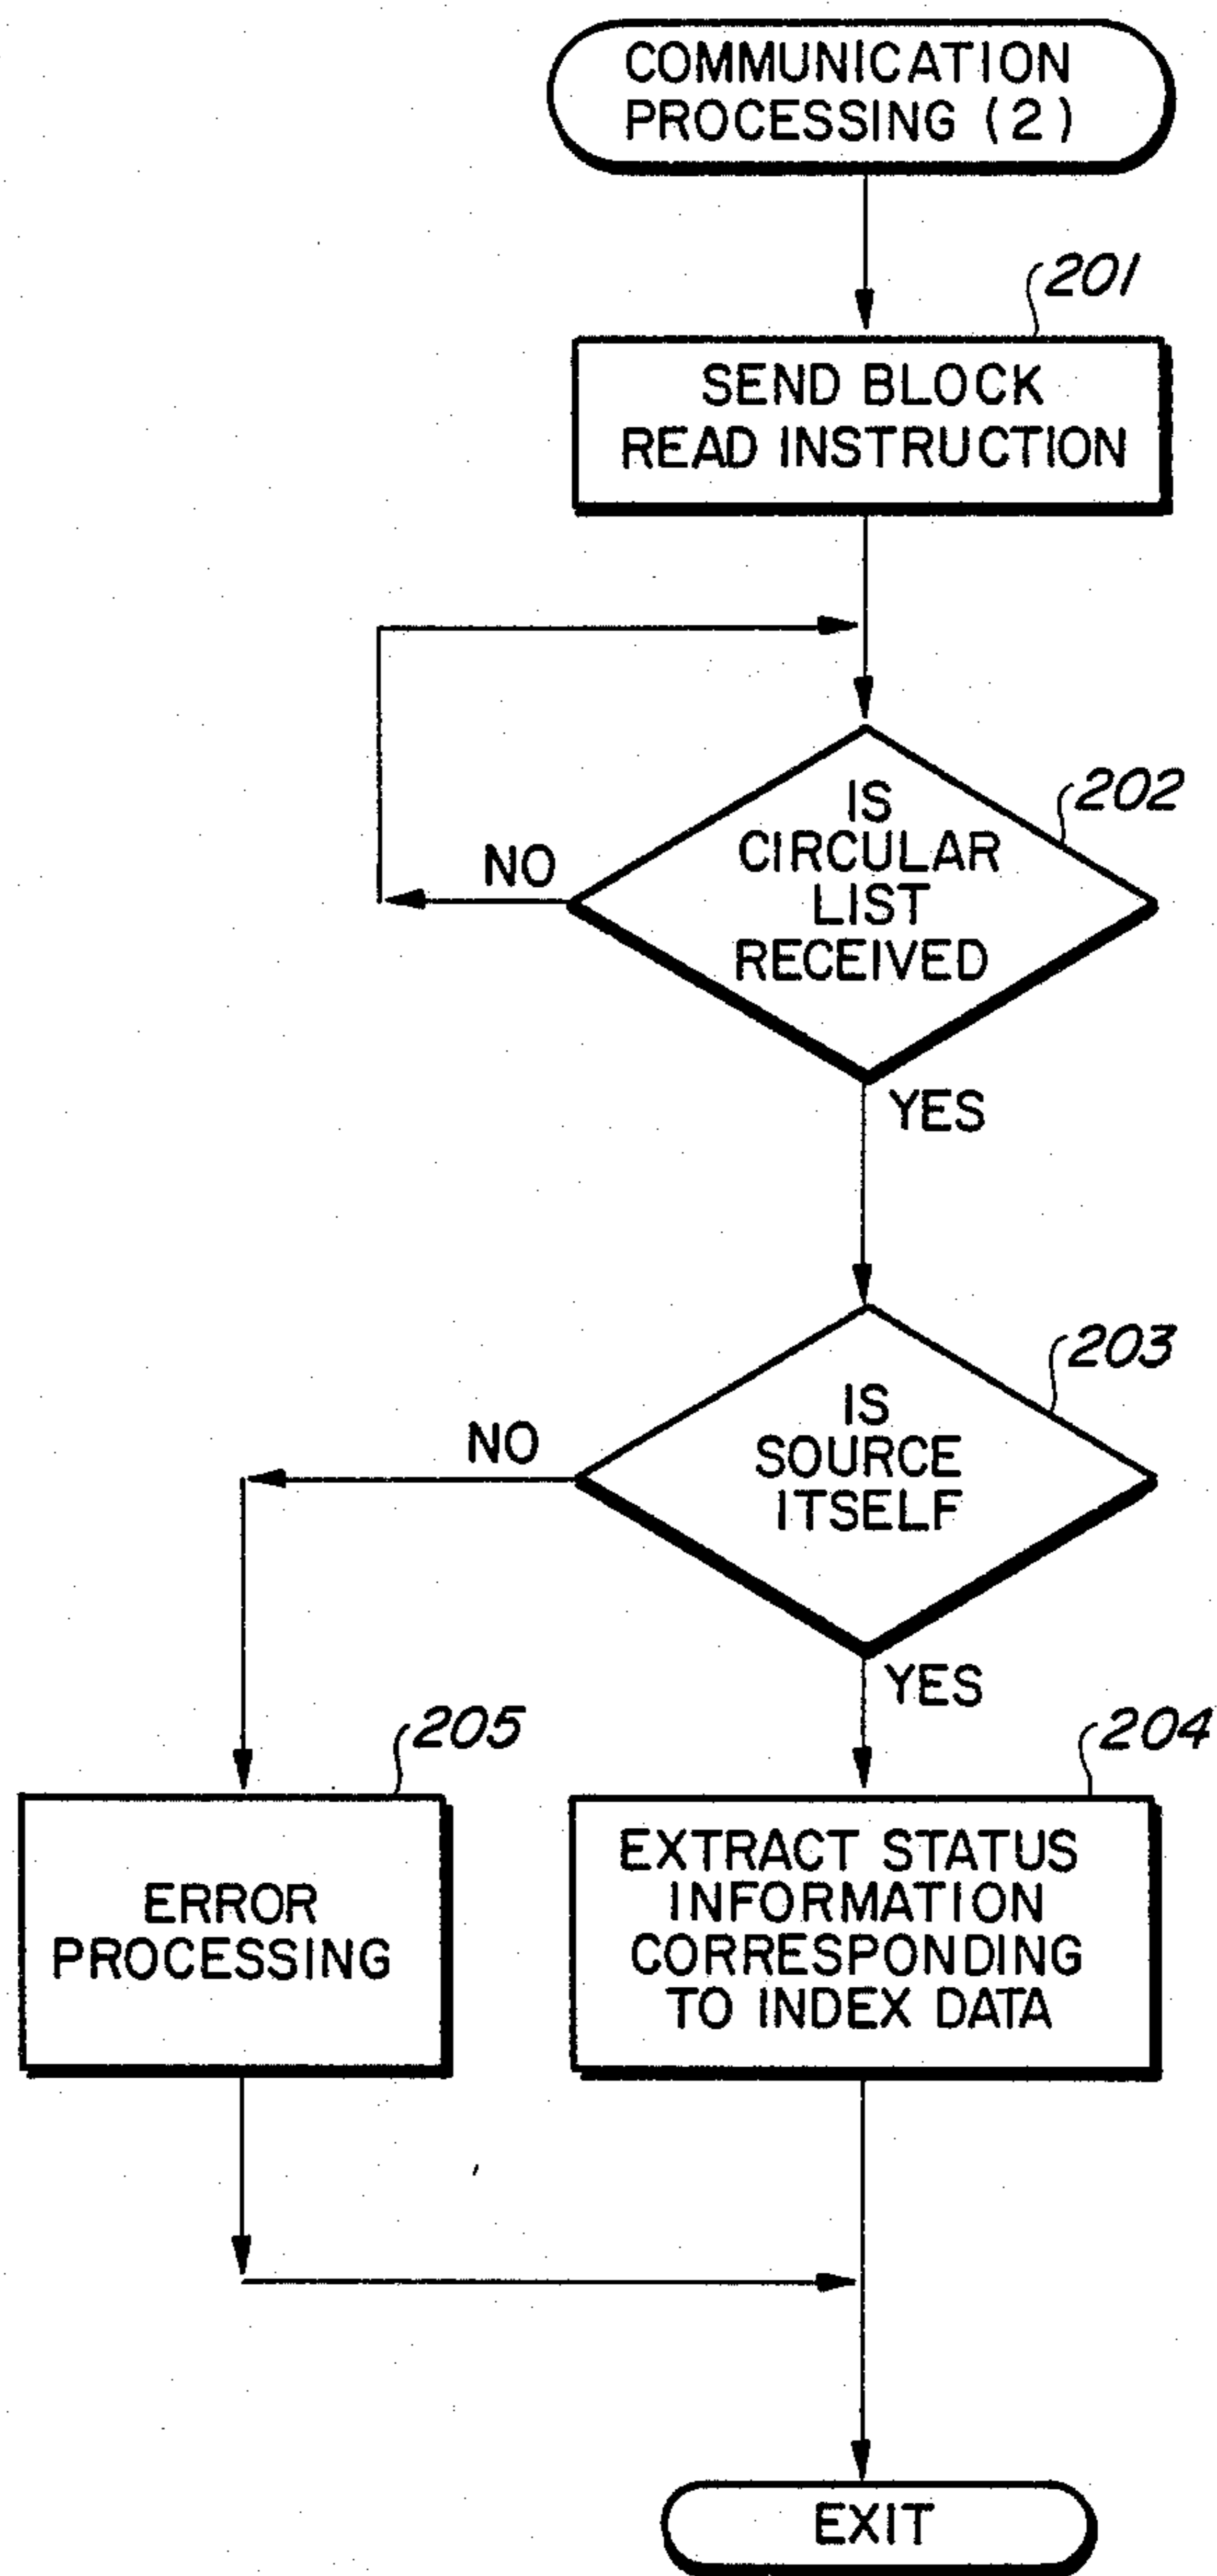 COMMUNICATION
PROCESSING (2)
201
SEND BLOCK
READ INSTRUCTION
202
IS
CIRCULAR
LIST
RECEIVED
NO
YES
203
IS
SOURCE
ITSELF
NO
YES
205
ERROR
PROCESSING
204
EXTRACT STATUS
INFORMATION
CORRESPONDING
TO INDEX DATA
EXIT